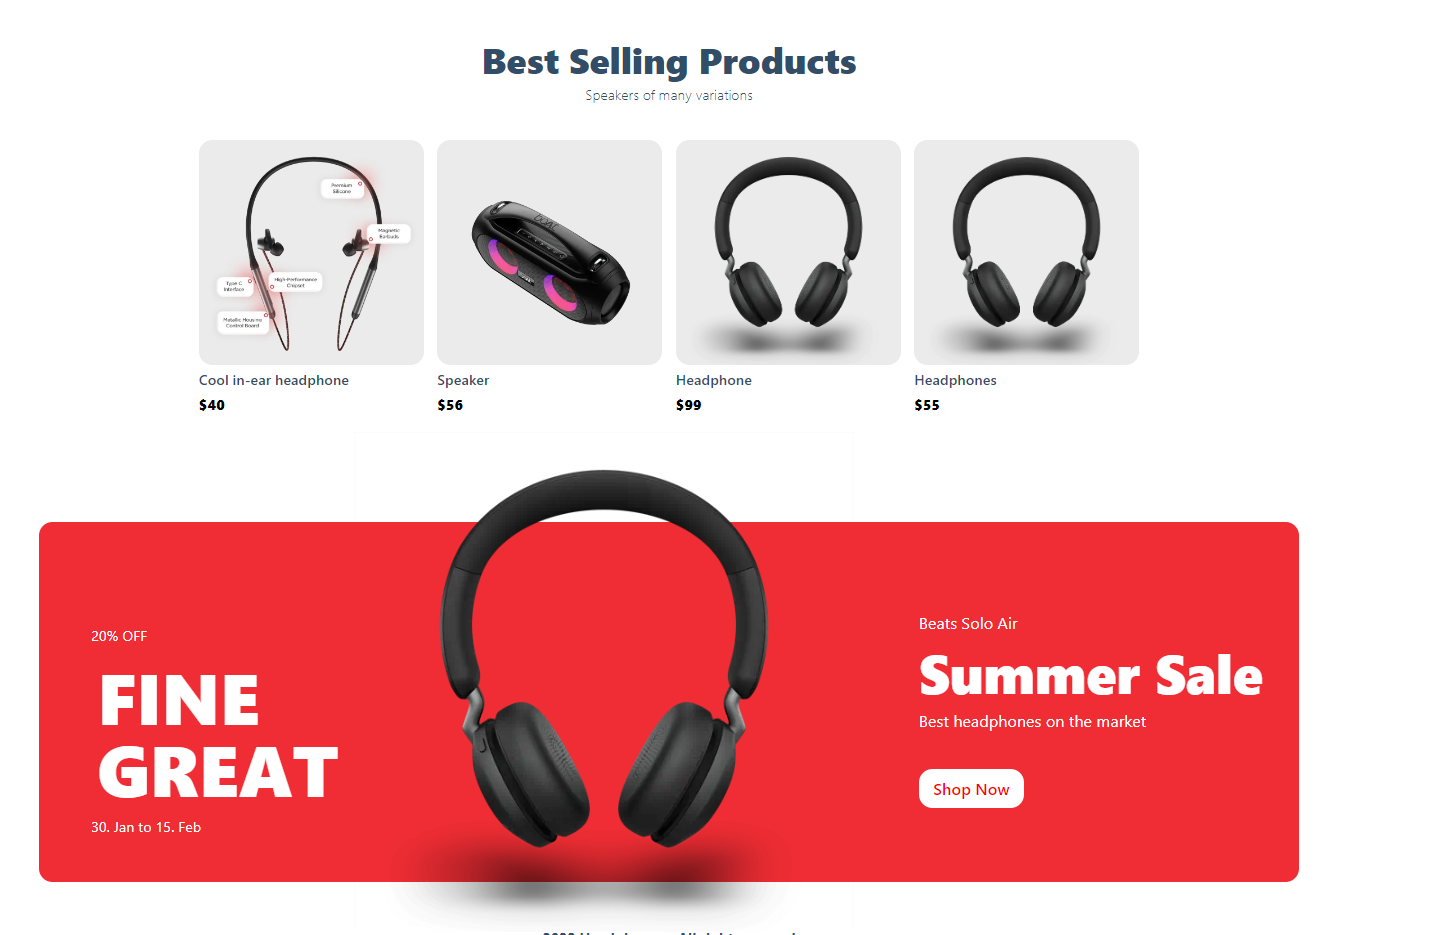 Best Selling Products
Speakers of many variations
Premium
Silicone
Magnetic
Earbuds
Type C
Interface
High-Performance
Chipset
Metallic Housing
Control Board
boAt
Cool in-ear headphone
Speaker
Headphone
Headphones
$40
$56
$99
$55
20% OFF
FINE
GREAT
30. Jan to 15. Feb
Beats Solo Air
Summer Sale
Best headphones on the market
Shop Now